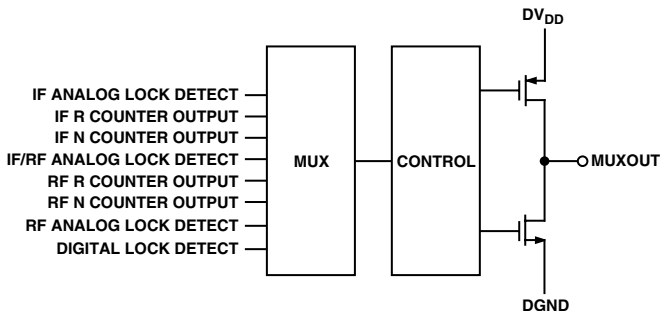 DVDD
IF ANALOG LOCK DETECT
IF R COUNTER OUTPUT
IF N COUNTER OUTPUT
IF/RF ANALOG LOCK DETECT
RF R COUNTER OUTPUT
RF N COUNTER OUTPUT
RF ANALOG LOCK DETECT
DIGITAL LOCK DETECT
MUX
CONTROL
MUXOUT
DGND